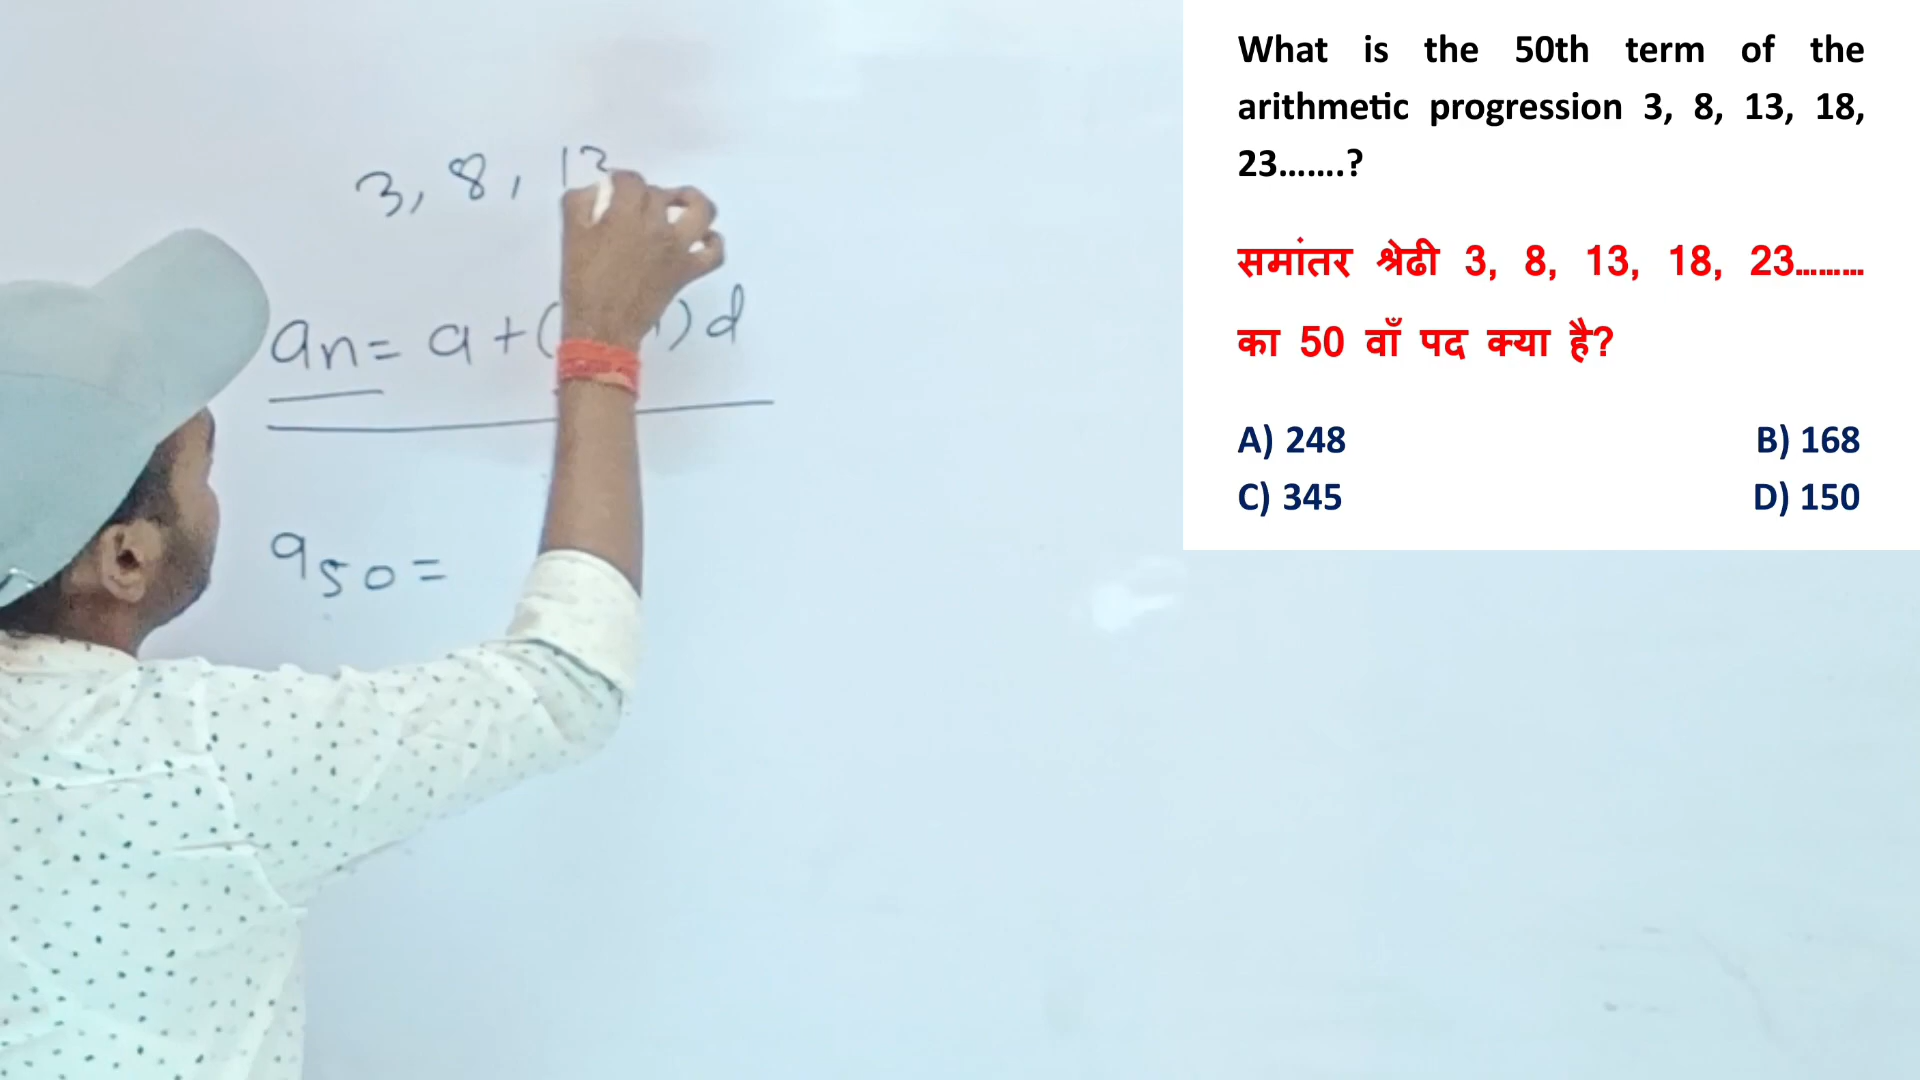 3, 8, 13
an = a + ( ) d
a50 =
What is the 50th term of the
arithmetic progression 3, 8, 13, 18,
23.......?
समांतर श्रेढी 3, 8, 13, 18, 23.........
का 50 वाँ पद क्या है?
A) 248 B) 168
C) 345 D) 150